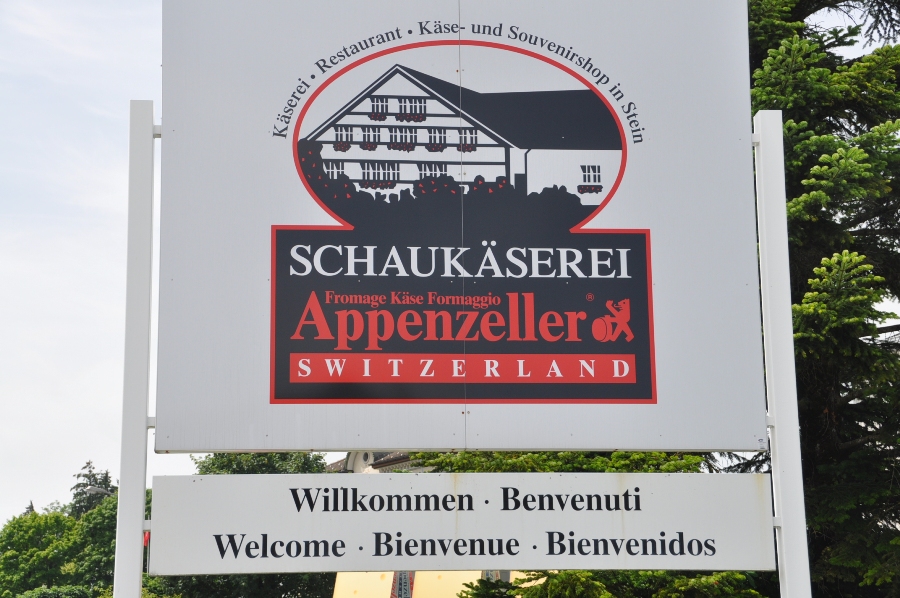 Käserei · Restaurant · Käse- und Souvenirshop in Stein
SCHAUKÄSEREI
Fromage Käse Formaggio
Appenzeller®
SWITZERLAND
Willkommen · Benvenuti
Welcome · Bienvenue · Bienvenidos